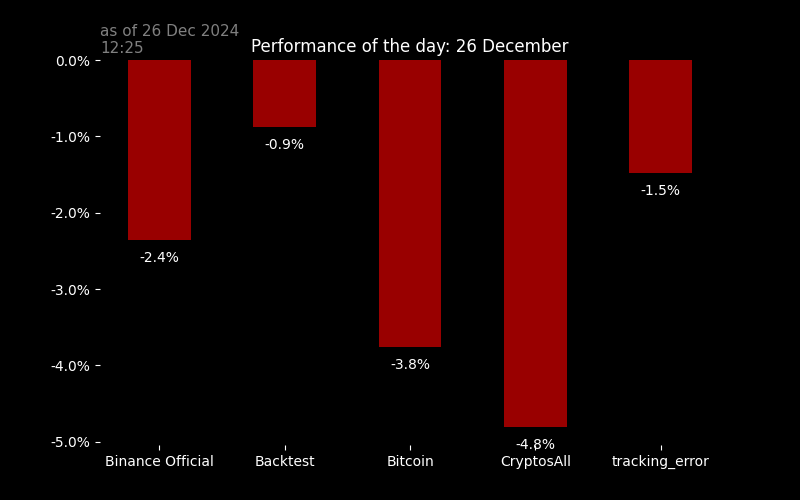 as of 26 Dec 2024
12:25
Performance of the day: 26 December
0.0%
-1.0%
-2.0%
-3.0%
-4.0%
-5.0%
-2.4%
-0.9%
-3.8%
-4.8%
-1.5%
Binance Official
Backtest
Bitcoin
CryptosAll
tracking_error